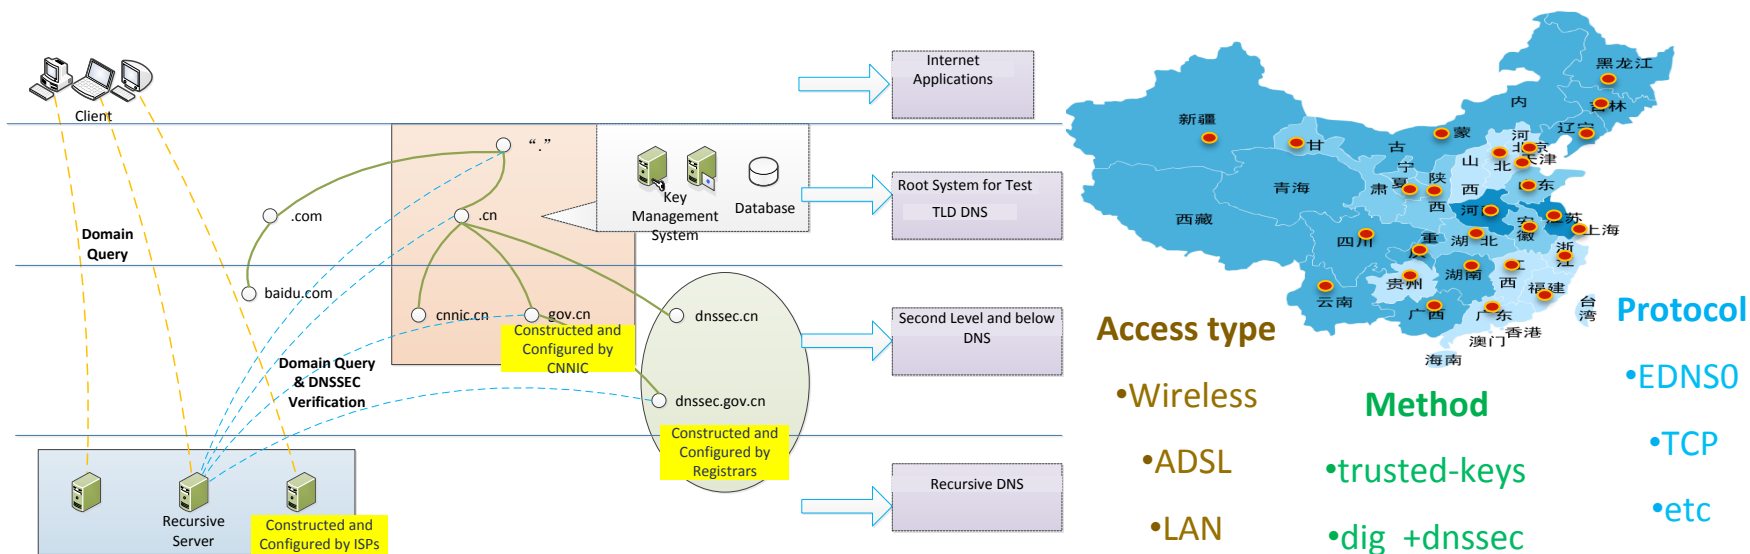 Client
Domain
Query
.com
baidu.com
“.”
.cn
cnnic.cn
gov.cn
Constructed and
Configured by
CNNIC
Key
Management
System
Database
dnssec.cn
dnssec.gov.cn
Constructed and
Configured by
Registrars
Domain Query
& DNSSEC
Verification
Recursive
Server
Constructed and
Configured by ISPs
Internet
Applications
Root System for Test
TLD DNS
Second Level and below
DNS
Recursive DNS
黑龙江
吉林
辽宁
内
蒙
古
新疆
甘
肃
宁
夏
青海
西藏
陕
西
山
西
河
北
北京
天津
山东
河南
江苏
安
徽
上海
浙
江
湖北
重
庆
四川
湖南
江
西
贵州
福建
云南
广西
广东
台
湾
香港
澳门
海南
Access type
•Wireless
•ADSL
•LAN
Method
•trusted-keys
•dig +dnssec
Protocol
•EDNS0
•TCP
•etc